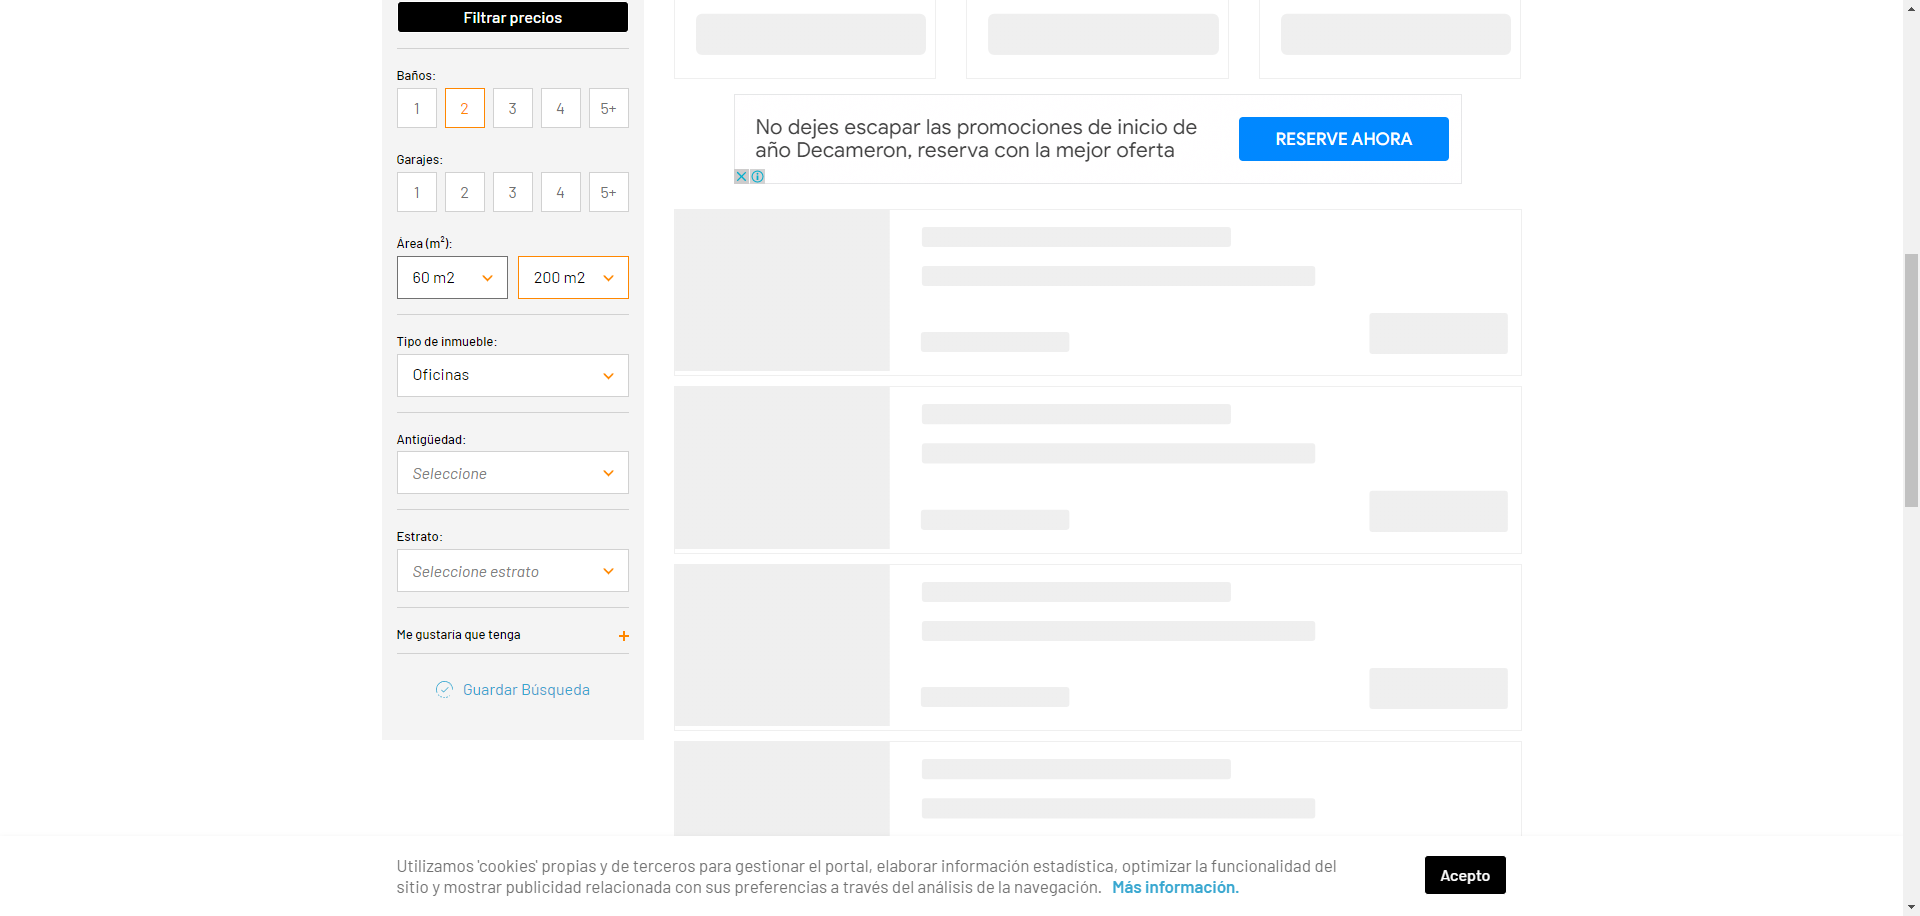 Filtrar precios
Baños:
1 2 3 4 5+
Garajes:
1 2 3 4 5+
Área (m²):
60 m2 200 m2
Tipo de inmueble:
Oficinas
Antigüedad:
Seleccione
Estrato:
Seleccione estrato
Me gustaria que tenga +
Guardar Búsqueda
No dejes escapar las promociones de inicio de
año Decameron, reserva con la mejor oferta
RESERVE AHORA
Utilizamos 'cookies' propias y de terceros para gestionar el portal, elaborar información estadística, optimizar la funcionalidad del
sitio y mostrar publicidad relacionada con sus preferencias a través del análisis de la navegación. Más información.
Acepto